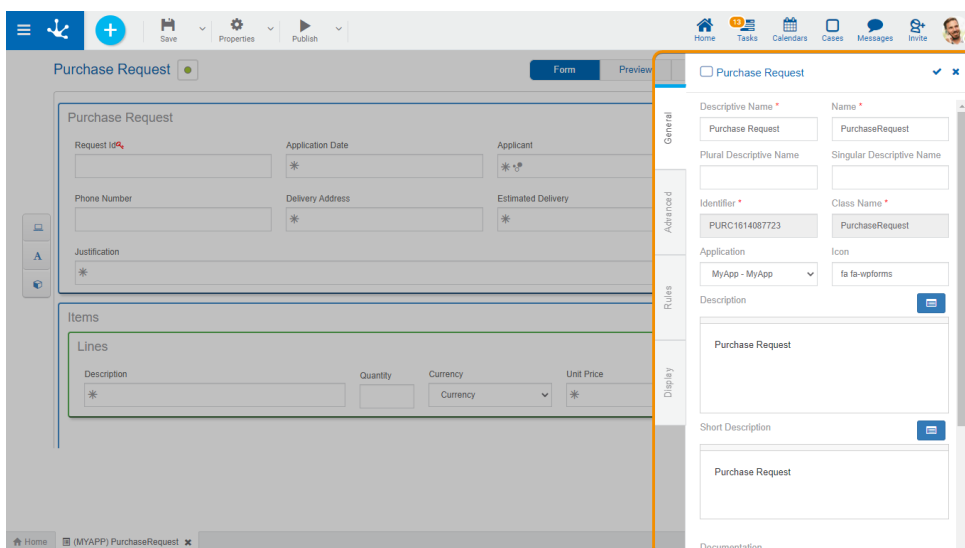 Save
Properties
Publish
Home
13
Tasks
Calendars
Cases
Messages
Invite
Purchase Request
Form
Preview
Purchase Request
Request Id
Application Date
Applicant
Phone Number
Delivery Address
Estimated Delivery
Justification
Items
Lines
Description
Quantity
Currency
Unit Price
Currency
A
Home
(MYAPP) PurchaseRequest
General
Advanced
Rules
Display
Purchase Request
Descriptive Name *
Name *
Purchase Request
PurchaseRequest
Plural Descriptive Name
Singular Descriptive Name
Identifier *
Class Name *
PURC1614087723
PurchaseRequest
Application
Icon
MyApp - MyApp
fa fa-wpforms
Description
Purchase Request
Short Description
Purchase Request
Documentation